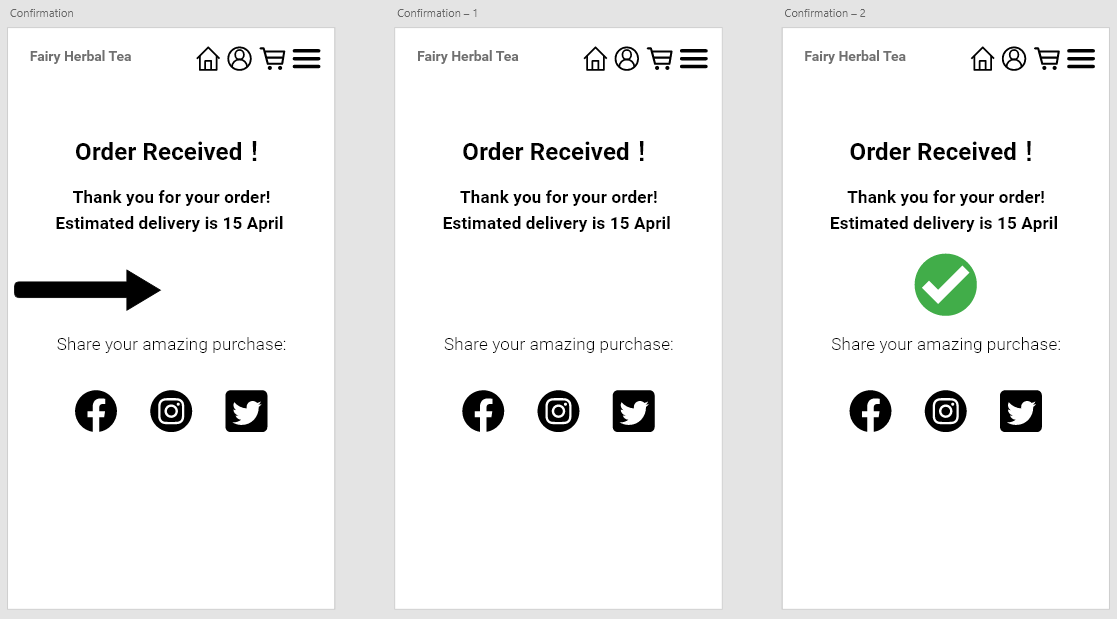 Confirmation
Fairy Herbal Tea
Order Received !
Thank you for your order!
Estimated delivery is 15 April
Share your amazing purchase:
Confirmation – 1
Fairy Herbal Tea
Order Received !
Thank you for your order!
Estimated delivery is 15 April
Share your amazing purchase:
Confirmation – 2
Fairy Herbal Tea
Order Received !
Thank you for your order!
Estimated delivery is 15 April
Share your amazing purchase: